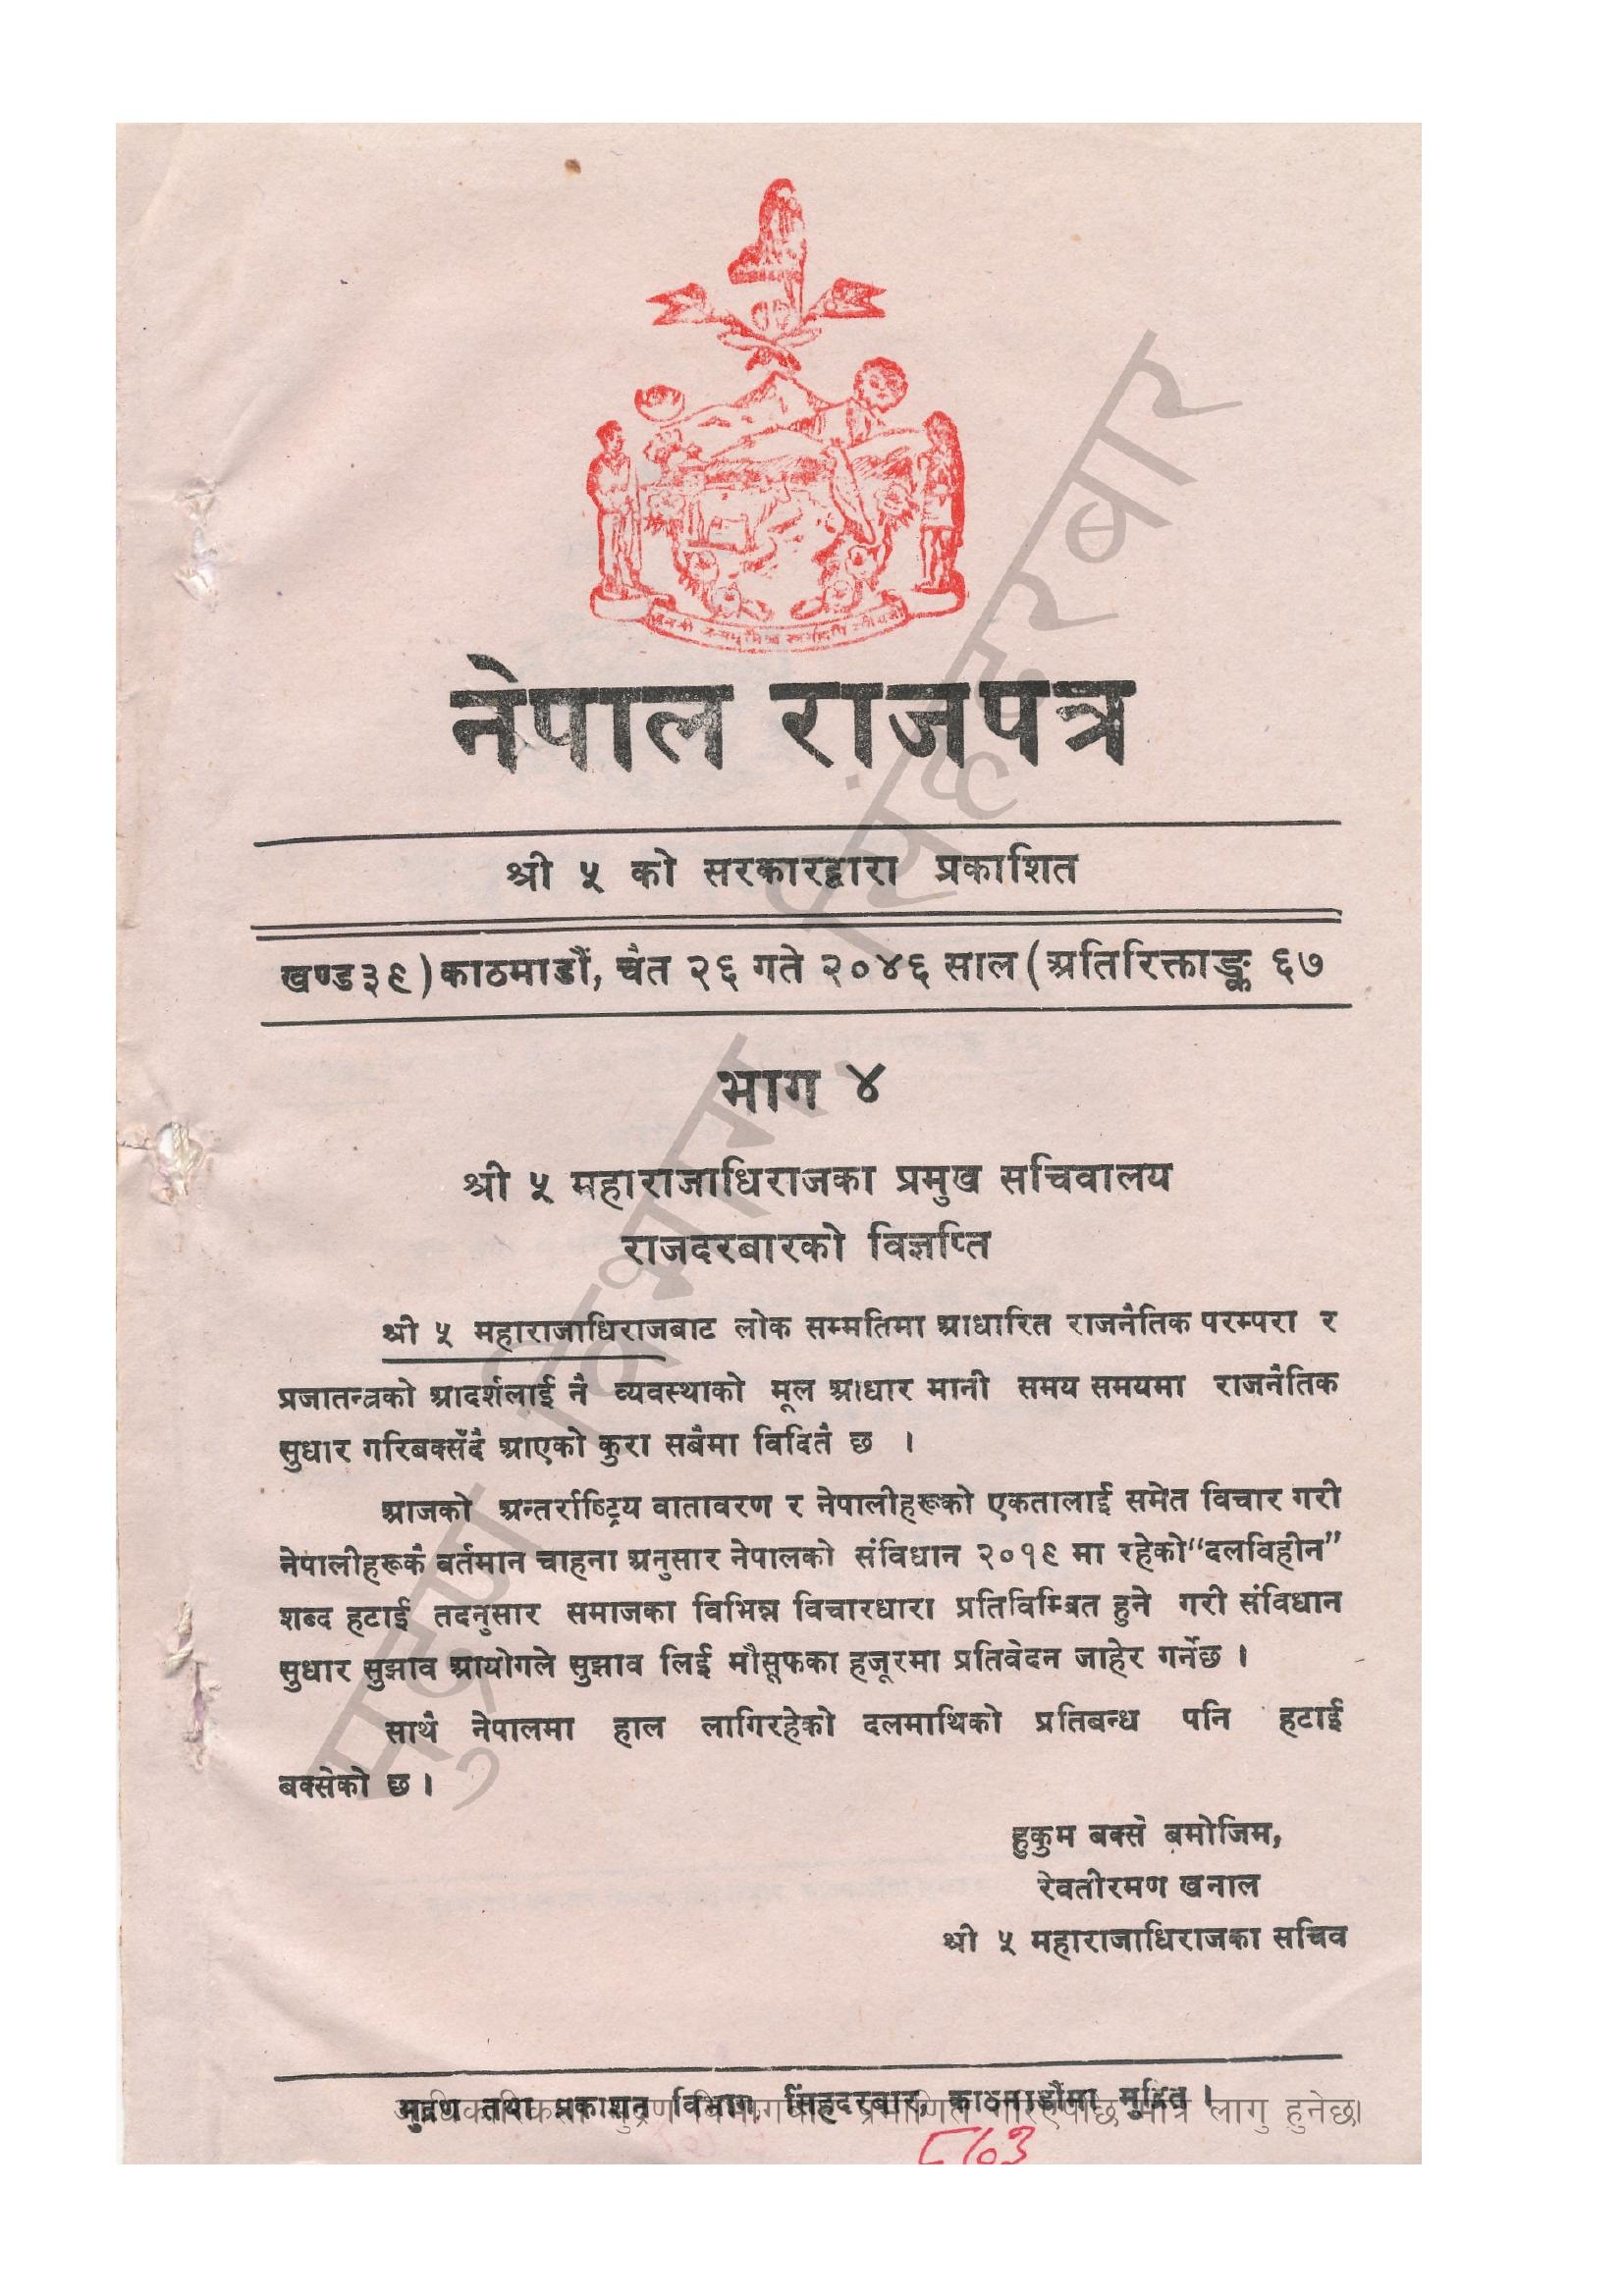 नेपाल राजपत्र
श्री ५ को सरकारद्वारा प्रकाशित
खण्ड ३९) काठमाडौं, चैत २६ गते २०४६ साल (अतिरिक्ताङ्क ६७
भाग ४
श्री ५ महाराजाधिराजका प्रमुख सचिवालय
राजदरबारको विज्ञप्ति
श्री ५ महाराजाधिराजबाट लोक सम्मतिमा आधारित राजनैतिक परम्परा र
प्रजातन्त्रको आदर्शलाई नै व्यवस्थाको मूल आधार मानी समय समयमा राजनैतिक
सुधार गरिबक्सँदै आएको कुरा सबैमा विदितै छ ।
आजको अन्तर्राष्ट्रिय वातावरण र नेपालीहरूको एकतालाई समेत विचार गरी
नेपालीहरूकै बर्तमान चाहना अनुसार नेपालको संविधान २०१९ मा रहेको “दलविहीन”
शब्द हटाई तदनुसार समाजका विभिन्न विचारधारा प्रतिविम्बित हुने गरी संविधान
सुधार सुझाव आयोगले सुझाव लिई मौसूफका हजूरमा प्रतिवेदन जाहेर गर्नेछ ।
साथै नेपालमा हाल लागिरहेको दलमाथिको प्रतिबन्ध पनि हटाई
बक्सेको छ ।
हुकुम बक्से बमोजिम,
रेवतीरमण खनाल
श्री ५ महाराजाधिराजका सचिव
मुद्रण तथा प्रकाशन विभाग, सिंहदरबार, काठमाडौंमा मुद्रित ।
लागु हुनेछ।
मुद्रण विभाग, सिंहदरबार